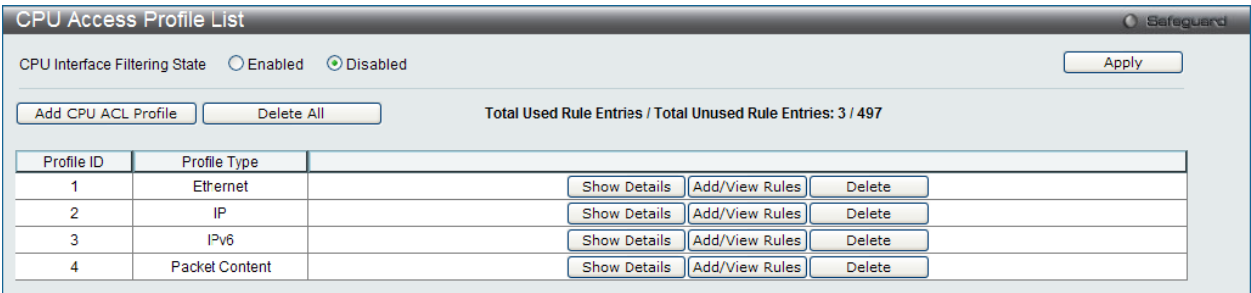 CPU Access Profile List
Safeguard
CPU Interface Filtering State Enabled Disabled Apply
Add CPU ACL Profile Delete All Total Used Rule Entries / Total Unused Rule Entries: 3 / 497
Profile ID Profile Type
1 Ethernet Show Details Add/View Rules Delete
2 IP Show Details Add/View Rules Delete
3 IPv6 Show Details Add/View Rules Delete
4 Packet Content Show Details Add/View Rules Delete